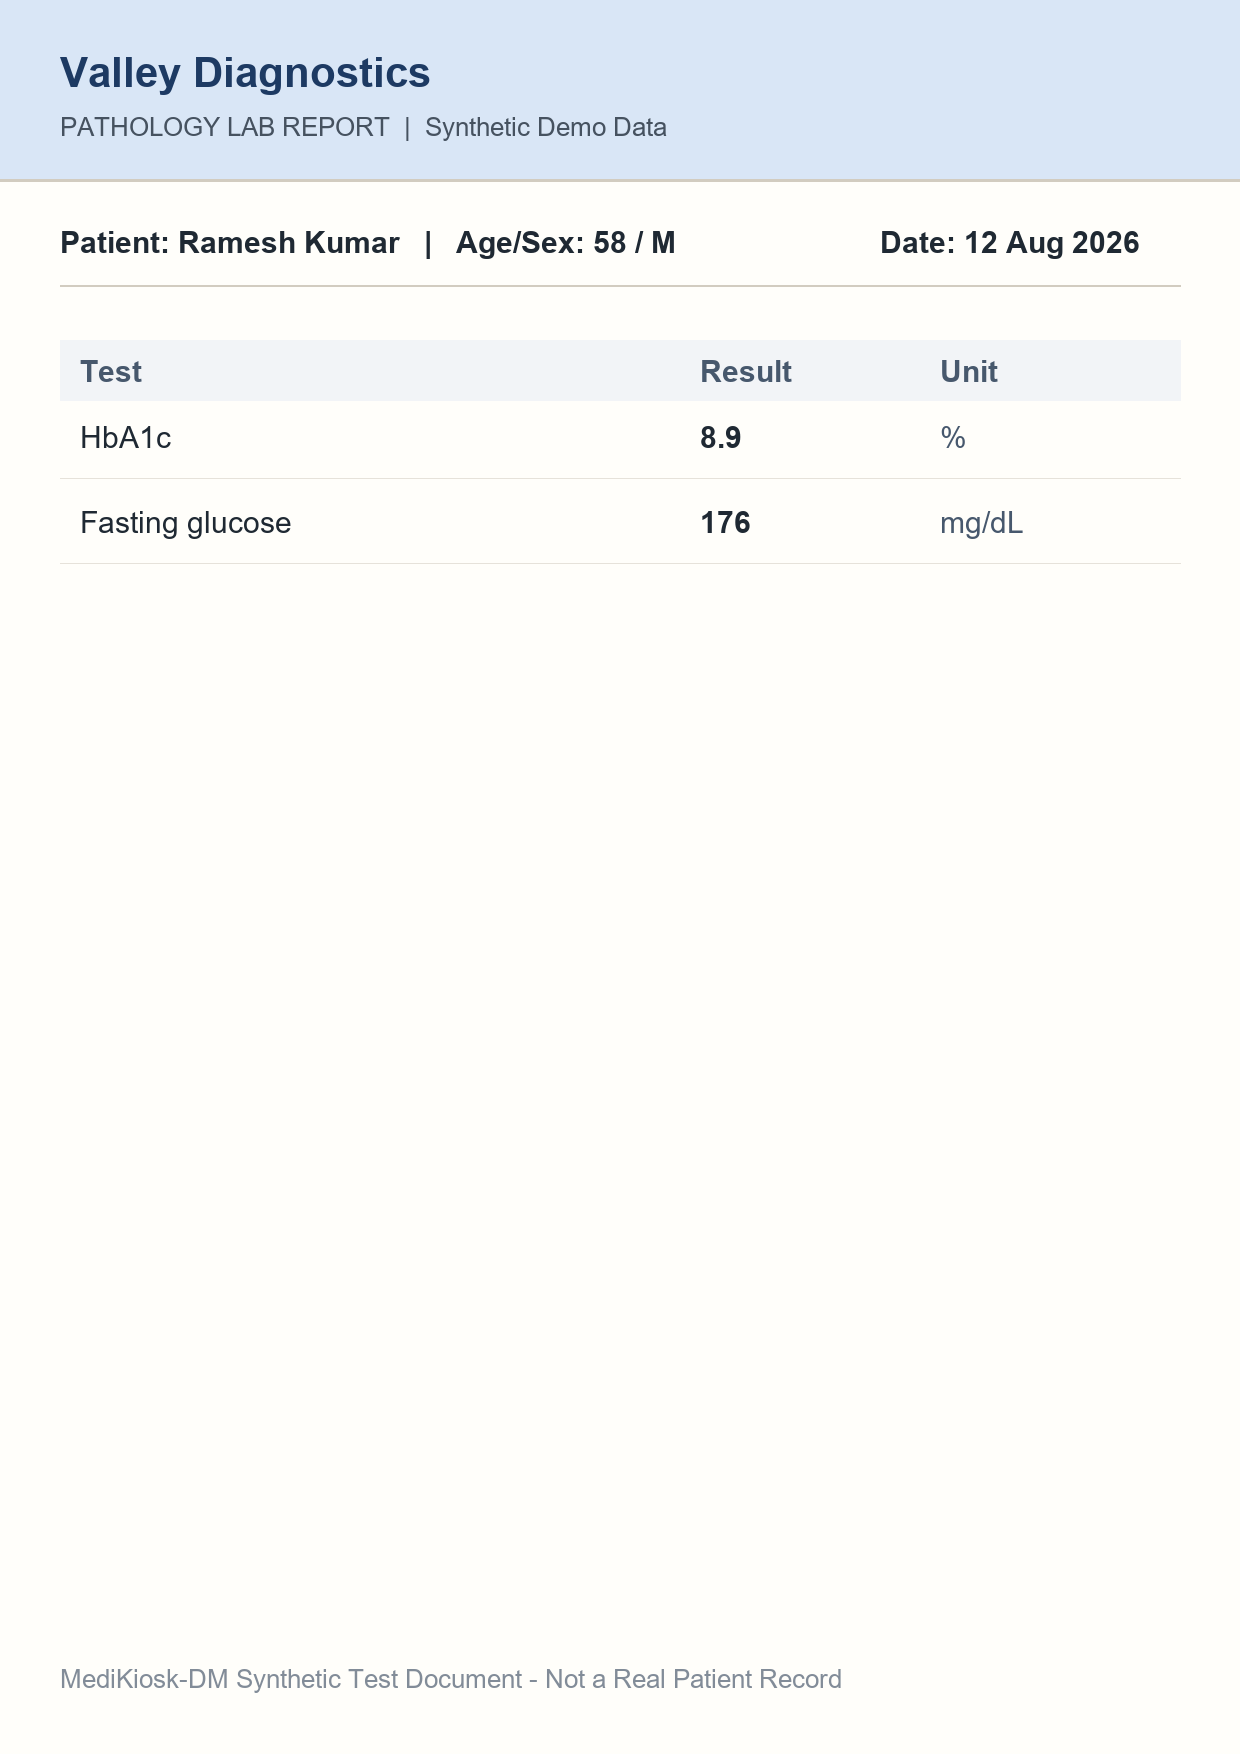 Valley Diagnostics
PATHOLOGY LAB REPORT | Synthetic Demo Data
Patient: Ramesh Kumar | Age/Sex: 58 / M Date: 12 Aug 2026
Test Result Unit
HbA1c 8.9 %
Fasting glucose 176 mg/dL
MediKiosk-DM Synthetic Test Document - Not a Real Patient Record